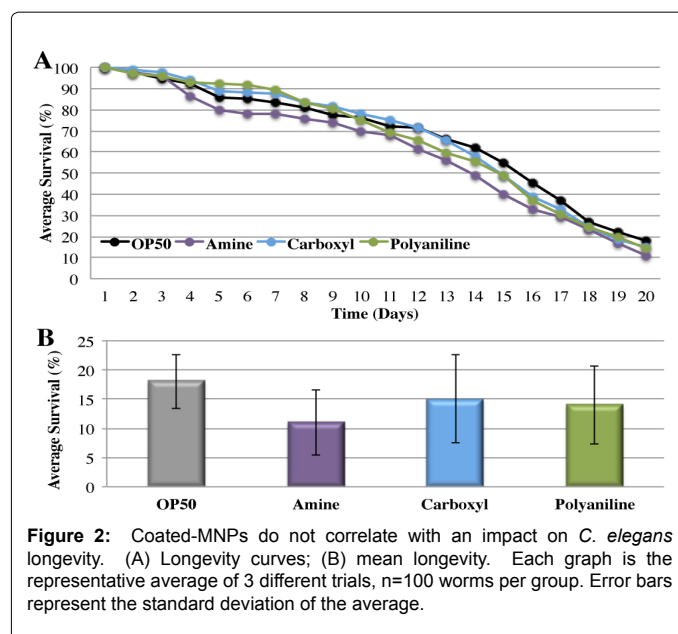 A
Average Survival (%)
100
90
80
70
60
50
40
30
20
10
0
OP50 Amine Carboxyl Polyaniline
1 2 3 4 5 6 7 8 9 10 11 12 13 14 15 16 17 18 19 20
Time (Days)
B
Average Survival (%)
25
20
15
10
5
0
OP50 Amine Carboxyl Polyaniline
Figure 2: Coated-MNPs do not correlate with an impact on C. elegans
longevity. (A) Longevity curves; (B) mean longevity. Each graph is the
representative average of 3 different trials, n=100 worms per group. Error bars
represent the standard deviation of the average.